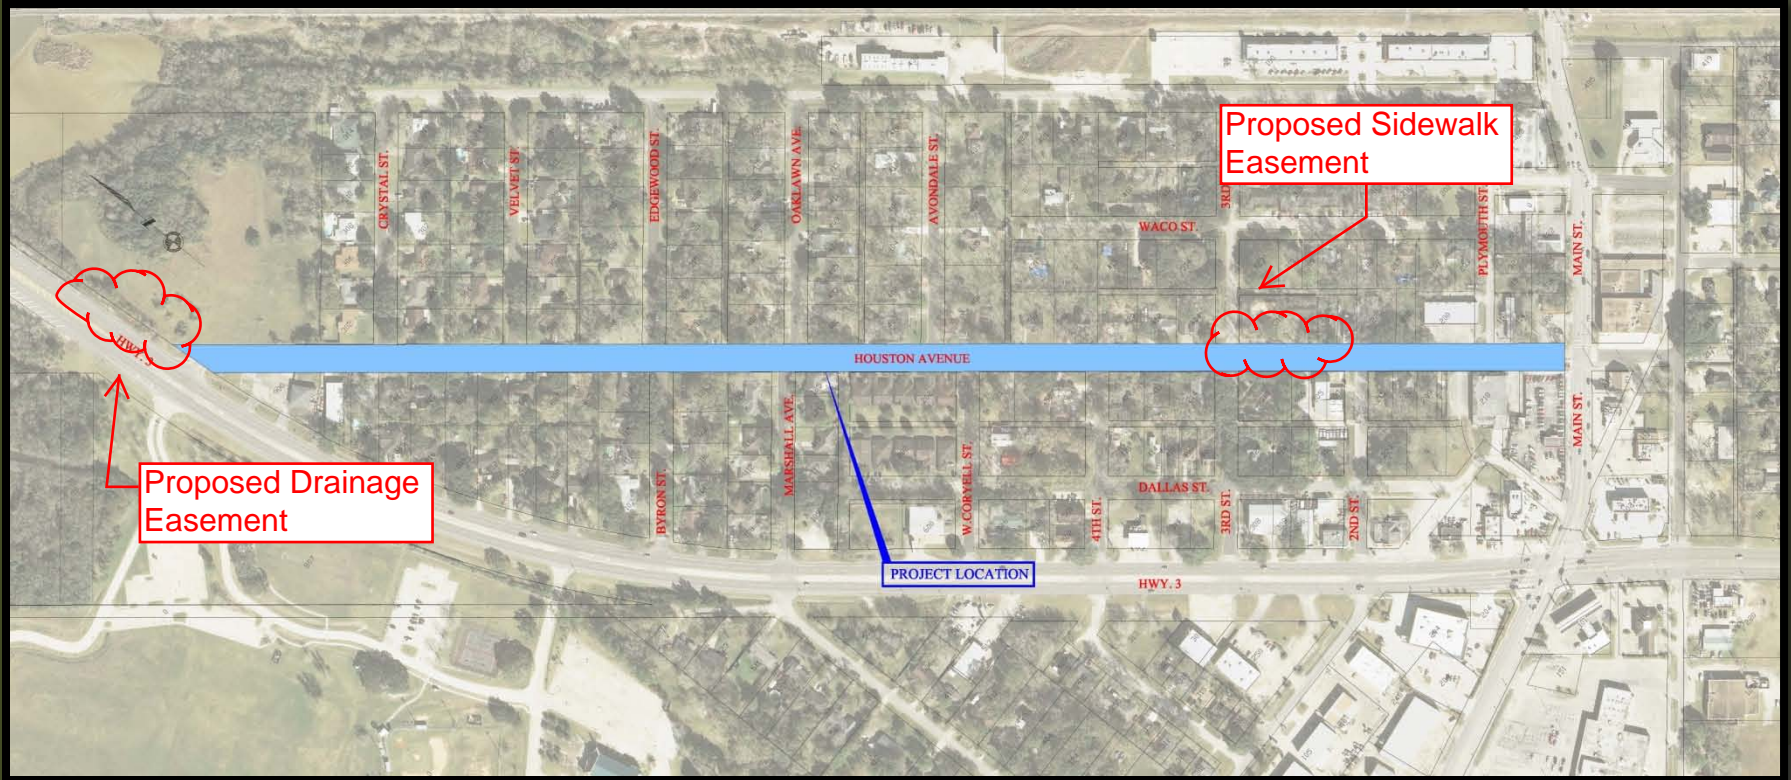 Proposed Sidewalk
Easement
CRYSTAL ST.
VELVET ST.
EDGEWOOD ST.
OAKLAWN AVE.
AVONDALE ST.
3RD
WACO ST.
PLYMOUTH ST.
MAIN ST.
HWY. 3
HOUSTON AVENUE
Proposed Drainage
Easement
BYRON ST.
MARSHALL AVE.
W.CORYELL ST.
4TH ST.
DALLAS ST.
3RD ST.
2ND ST.
MAIN ST.
PROJECT LOCATION
HWY. 3